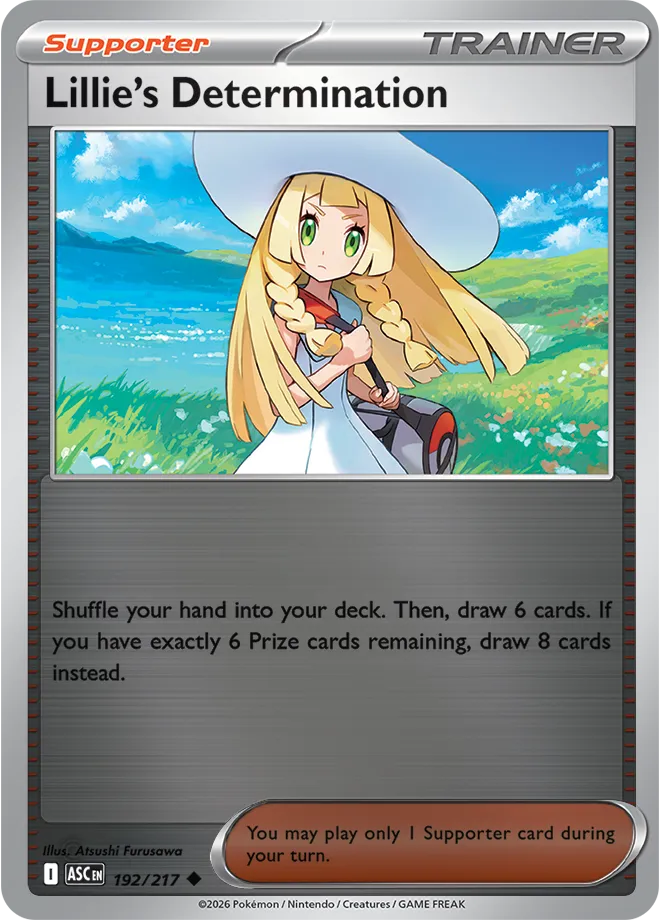 Supporter
TRAINER
Lillie's Determination
Shuffle your hand into your deck. Then, draw 6 cards. If
you have exactly 6 Prize cards remaining, draw 8 cards
instead.
You may play only 1 Supporter card during
your turn.
Illus. Atsushi Furusawa
I ASC EN 192/217
©2026 Pokémon / Nintendo / Creatures / GAME FREAK